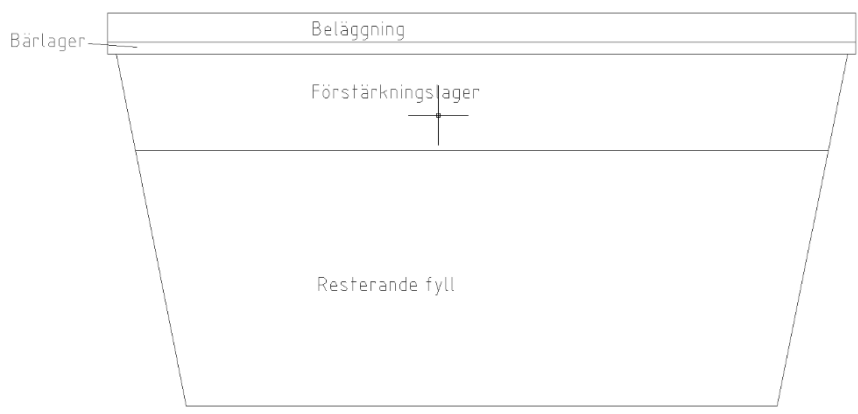 Beläggning
Bärlager
Förstärkningslager
Resterande fyll